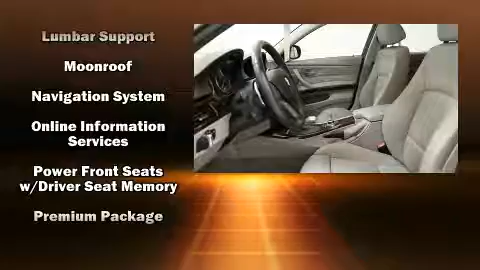 Lumbar Support
Moonroof
Navigation System
Online Information
Services
Power Front Seats
w/Driver Seat Memory
Premium Package